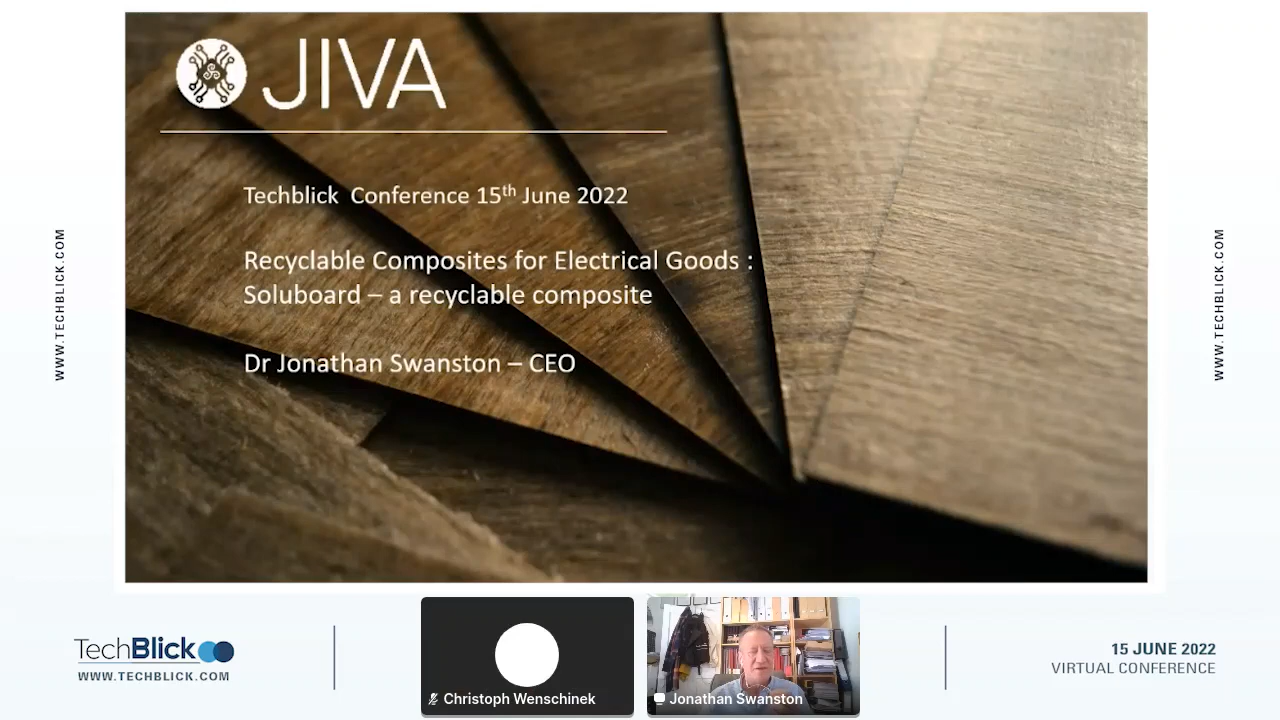 JIVA
Techblick Conference 15th June 2022
Recyclable Composites for Electrical Goods :
Soluboard – a recyclable composite
Dr Jonathan Swanston – CEO
WWW.TECHBLICK.COM
WWW.TECHBLICK.COM
TechBlick
WWW.TECHBLICK.COM
Christoph Wenschinek
Jonathan Swanston
15 JUNE 2022
VIRTUAL CONFERENCE